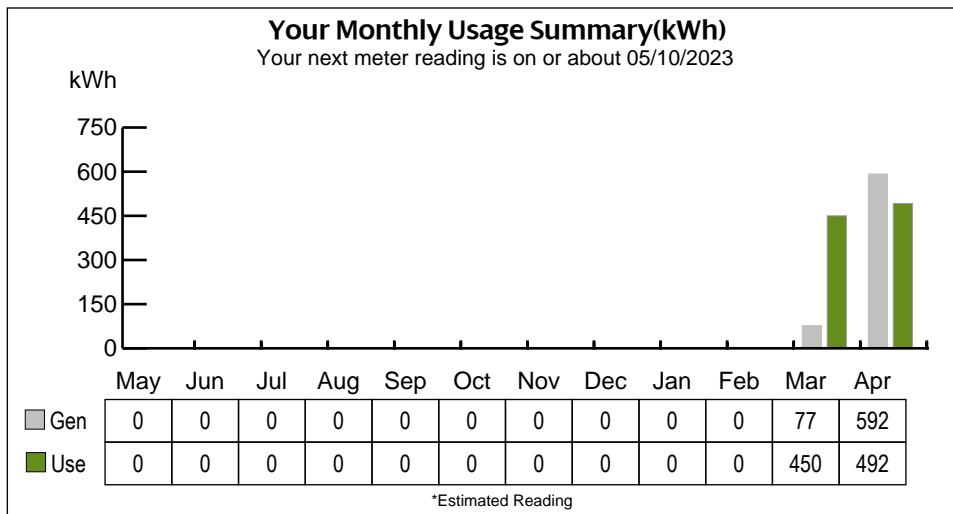 Your Monthly Usage Summary(kWh)
Your next meter reading is on or about 05/10/2023
kWh
750
600
450
300
150
0
May Jun Jul Aug Sep Oct Nov Dec Jan Feb Mar Apr
Gen 0 0 0 0 0 0 0 0 0 0 77 592
Use 0 0 0 0 0 0 0 0 0 0 450 492
*Estimated Reading